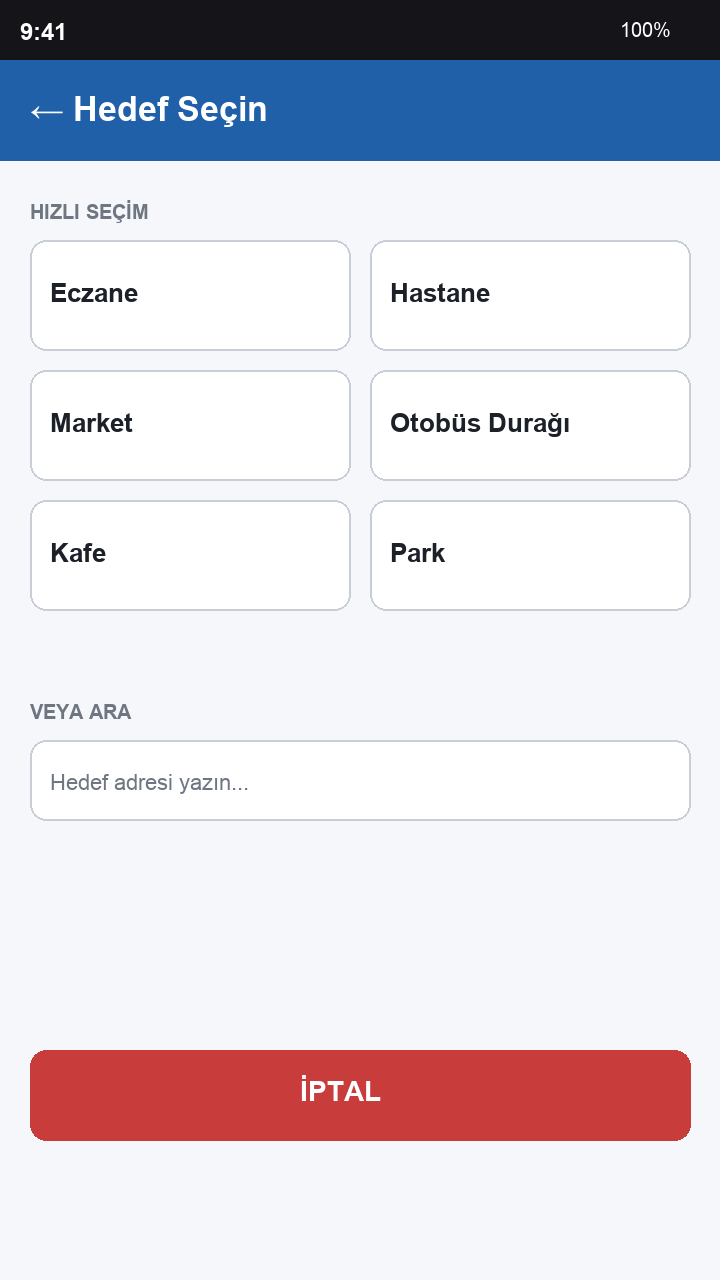 9:41 100%
← Hedef Seçin
HIZLI SEÇİM
Eczane Hastane
Market Otobüs Durağı
Kafe Park
VEYA ARA
Hedef adresi yazın...
İPTAL